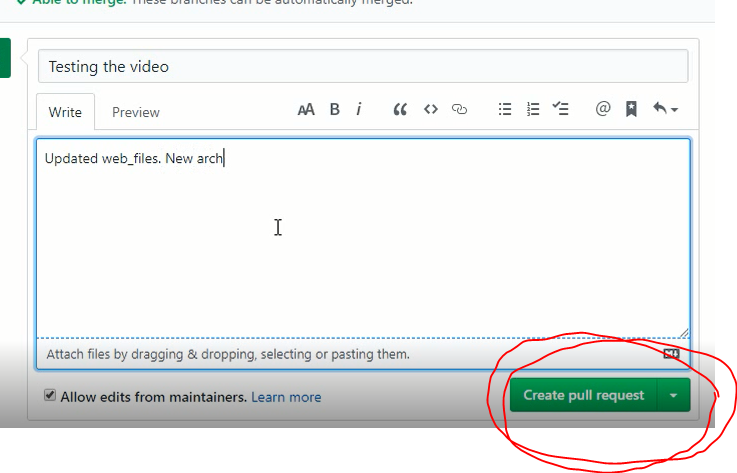 Able to merge. These branches can be automatically merged.
Testing the video
Write Preview AA B i
Updated web_files. New arch
Attach files by dragging & dropping, selecting or pasting them.
Allow edits from maintainers. Learn more
Create pull request